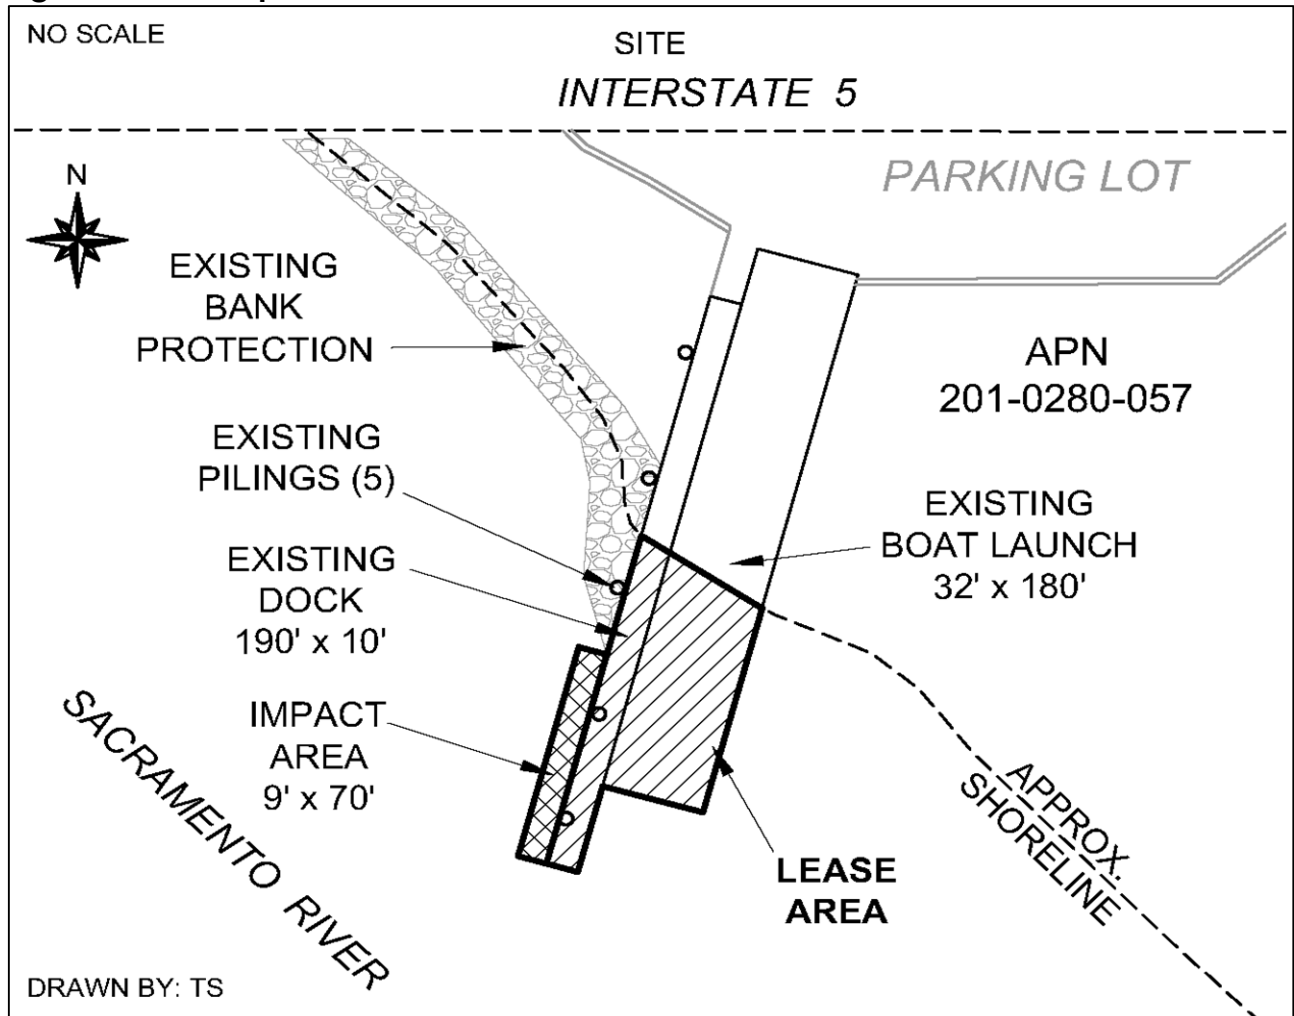 NO SCALE
SITE
INTERSTATE 5
PARKING LOT
N
EXISTING
BANK
PROTECTION
APN
201-0280-057
EXISTING
PILINGS (5)
EXISTING
BOAT LAUNCH
32' x 180'
EXISTING
DOCK
190' x 10'
IMPACT
AREA
9' x 70'
SACRAMENTO RIVER
APPROX.
SHORELINE
LEASE
AREA
DRAWN BY: TS